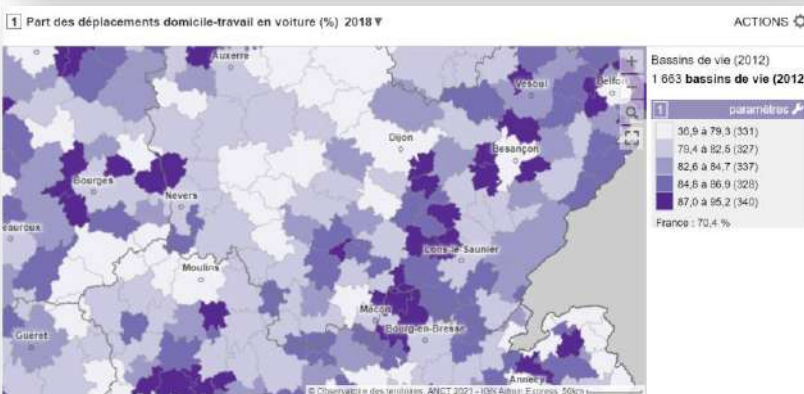 1 Part des déplacements domicile-travail en voiture (%) 2018 ▼
ACTIONS
Bassins de vie (2012)
1 663 bassins de vie (2012
1 paramètres
36,9 à 79,3 (331)
79,4 à 82,5 (327)
82,6 à 84,7 (337)
84,8 à 86,9 (328)
87,0 à 95,2 (340)
France : 70,4 %
Auxerre
Vesoul
Belfo
Dijon
Besançon
Bourges
Nevers
eauroux
Lons-le-Saunier
Moulins
Mâcon
Bourg-en-Bresse
Guéret
Annecy
© Observatoire des territoires, ANCT 2021 - IGN Admin Express, 50km